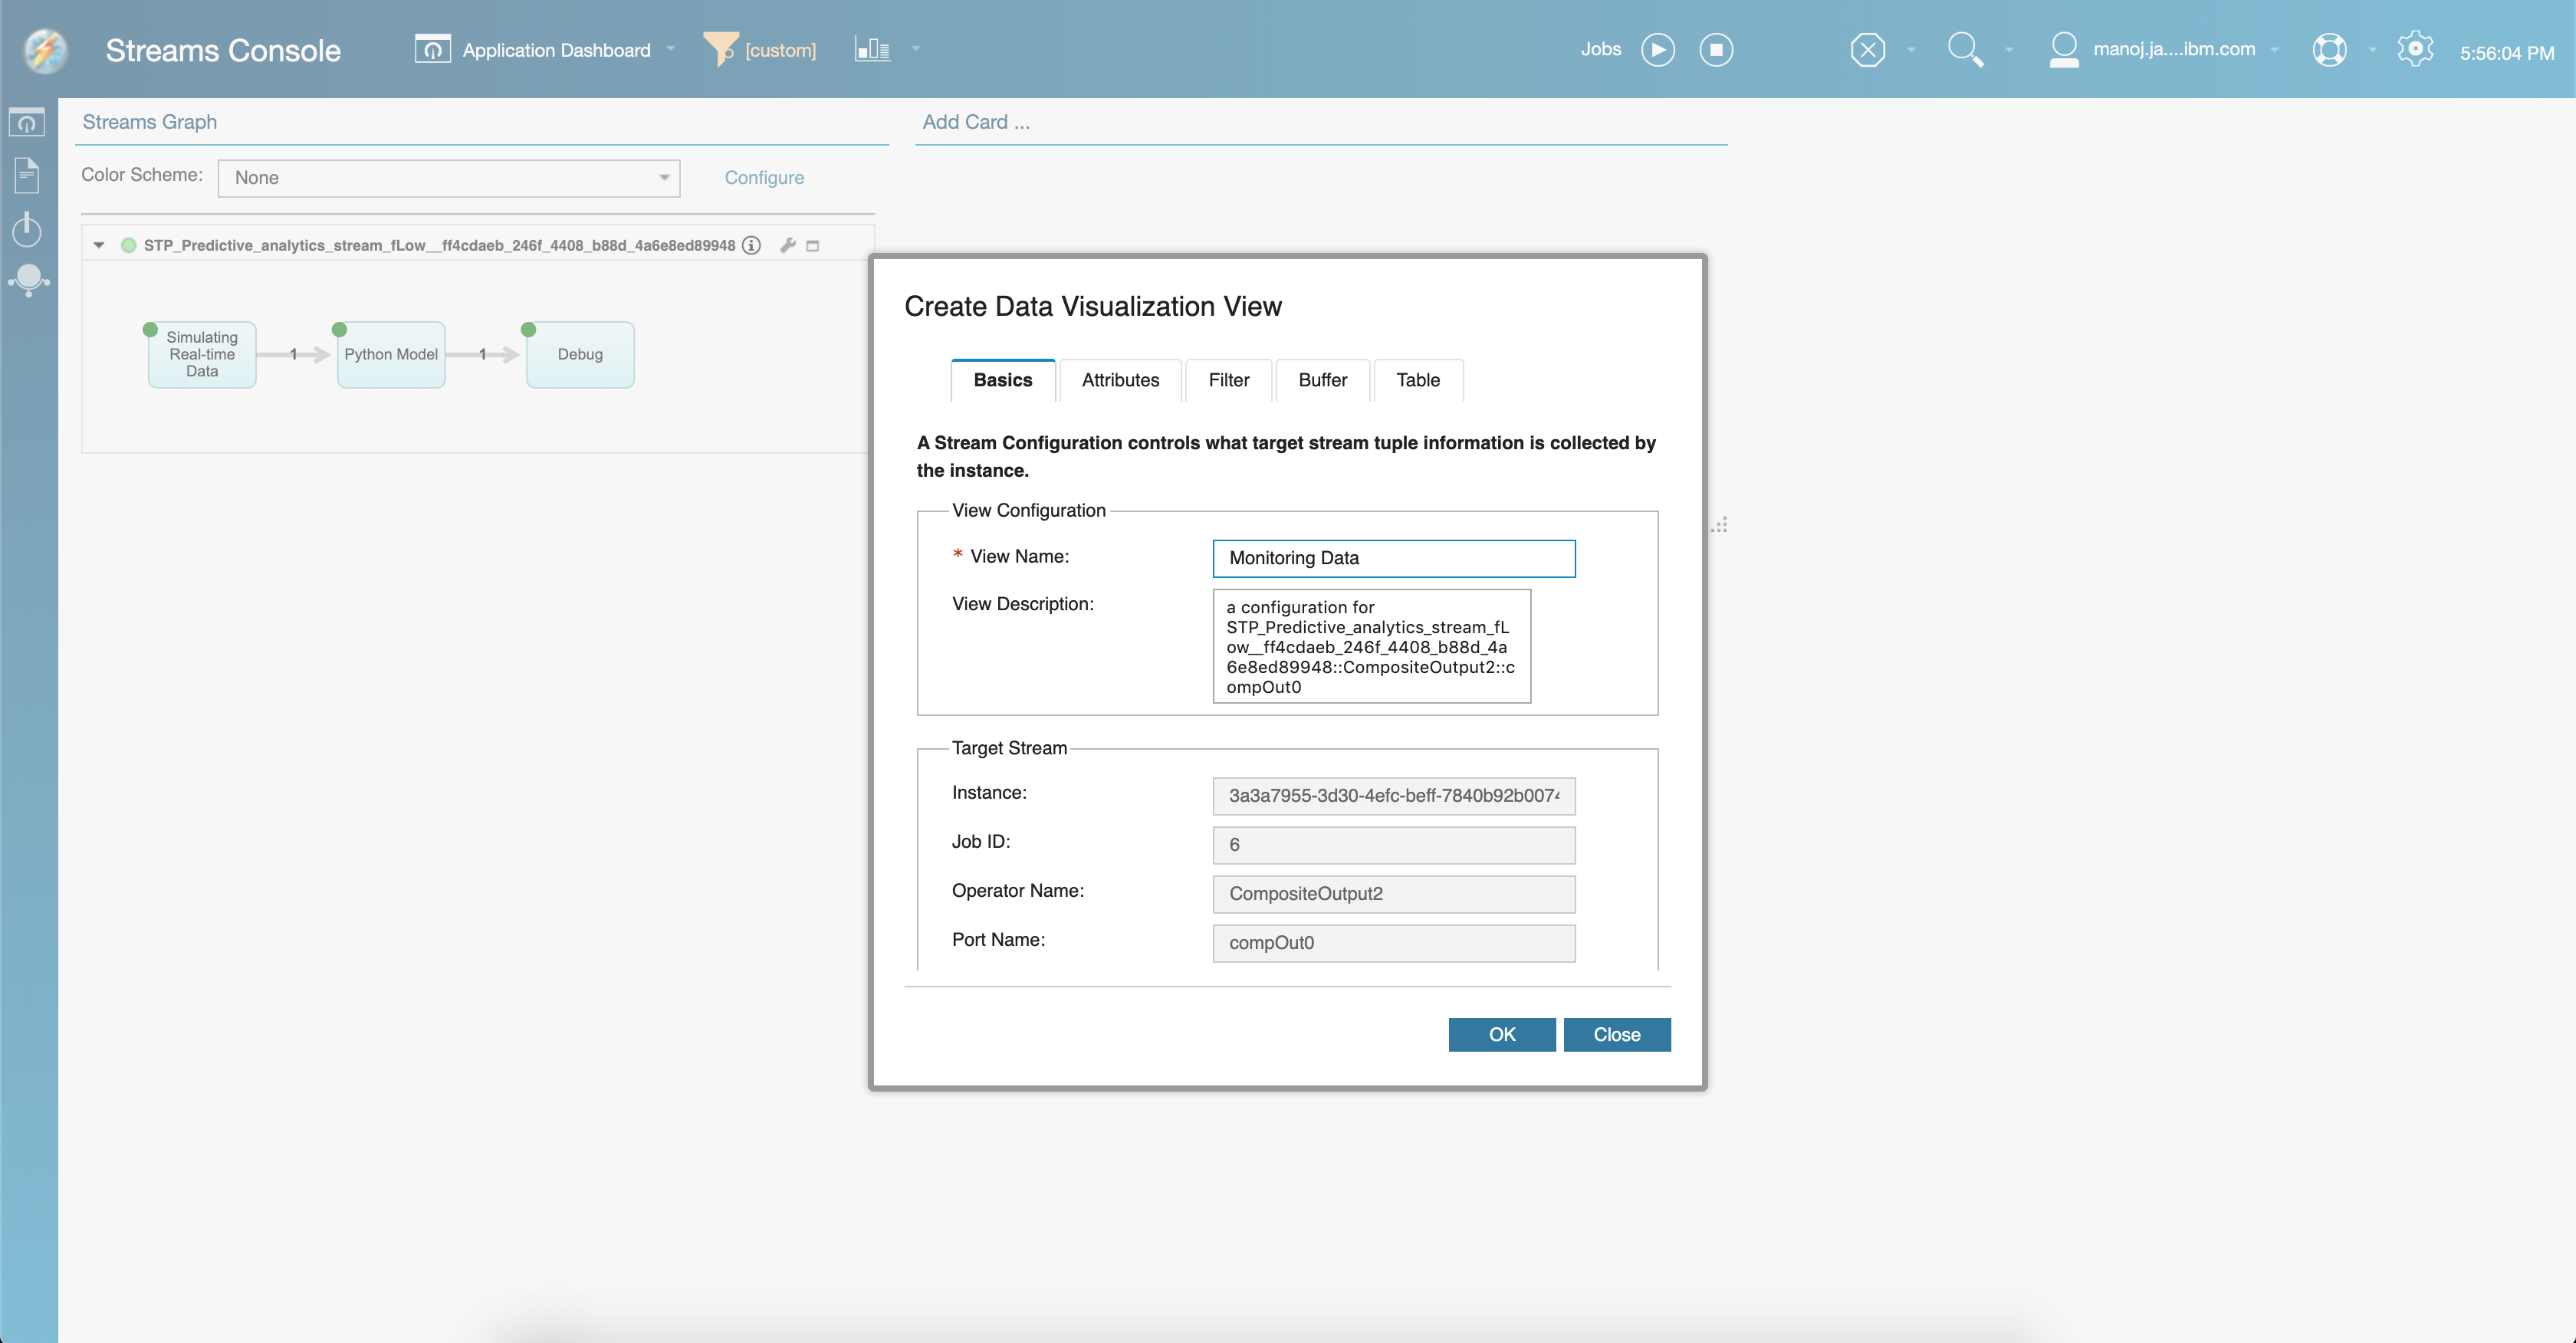 Streams Console
Application Dashboard
[custom]
Jobs
manoj.ja....ibm.com
5:56:04 PM
Streams Graph
Add Card ...
Color Scheme:
None
Configure
STP_Predictive_analytics_stream_fLow__ff4cdaeb_246f_4408_b88d_4a6e8ed89948
Simulating
Real-time
Data
1
Python Model
1
Debug
Create Data Visualization View
Basics
Attributes
Filter
Buffer
Table
A Stream Configuration controls what target stream tuple information is collected by
the instance.
View Configuration
* View Name:
Monitoring Data
View Description:
a configuration for
STP_Predictive_analytics_stream_fL
ow__ff4cdaeb_246f_4408_b88d_4a
6e8ed89948::CompositeOutput2::c
ompOut0
Target Stream
Instance:
3a3a7955-3d30-4efc-beff-7840b92b007
Job ID:
6
Operator Name:
CompositeOutput2
Port Name:
compOut0
OK
Close